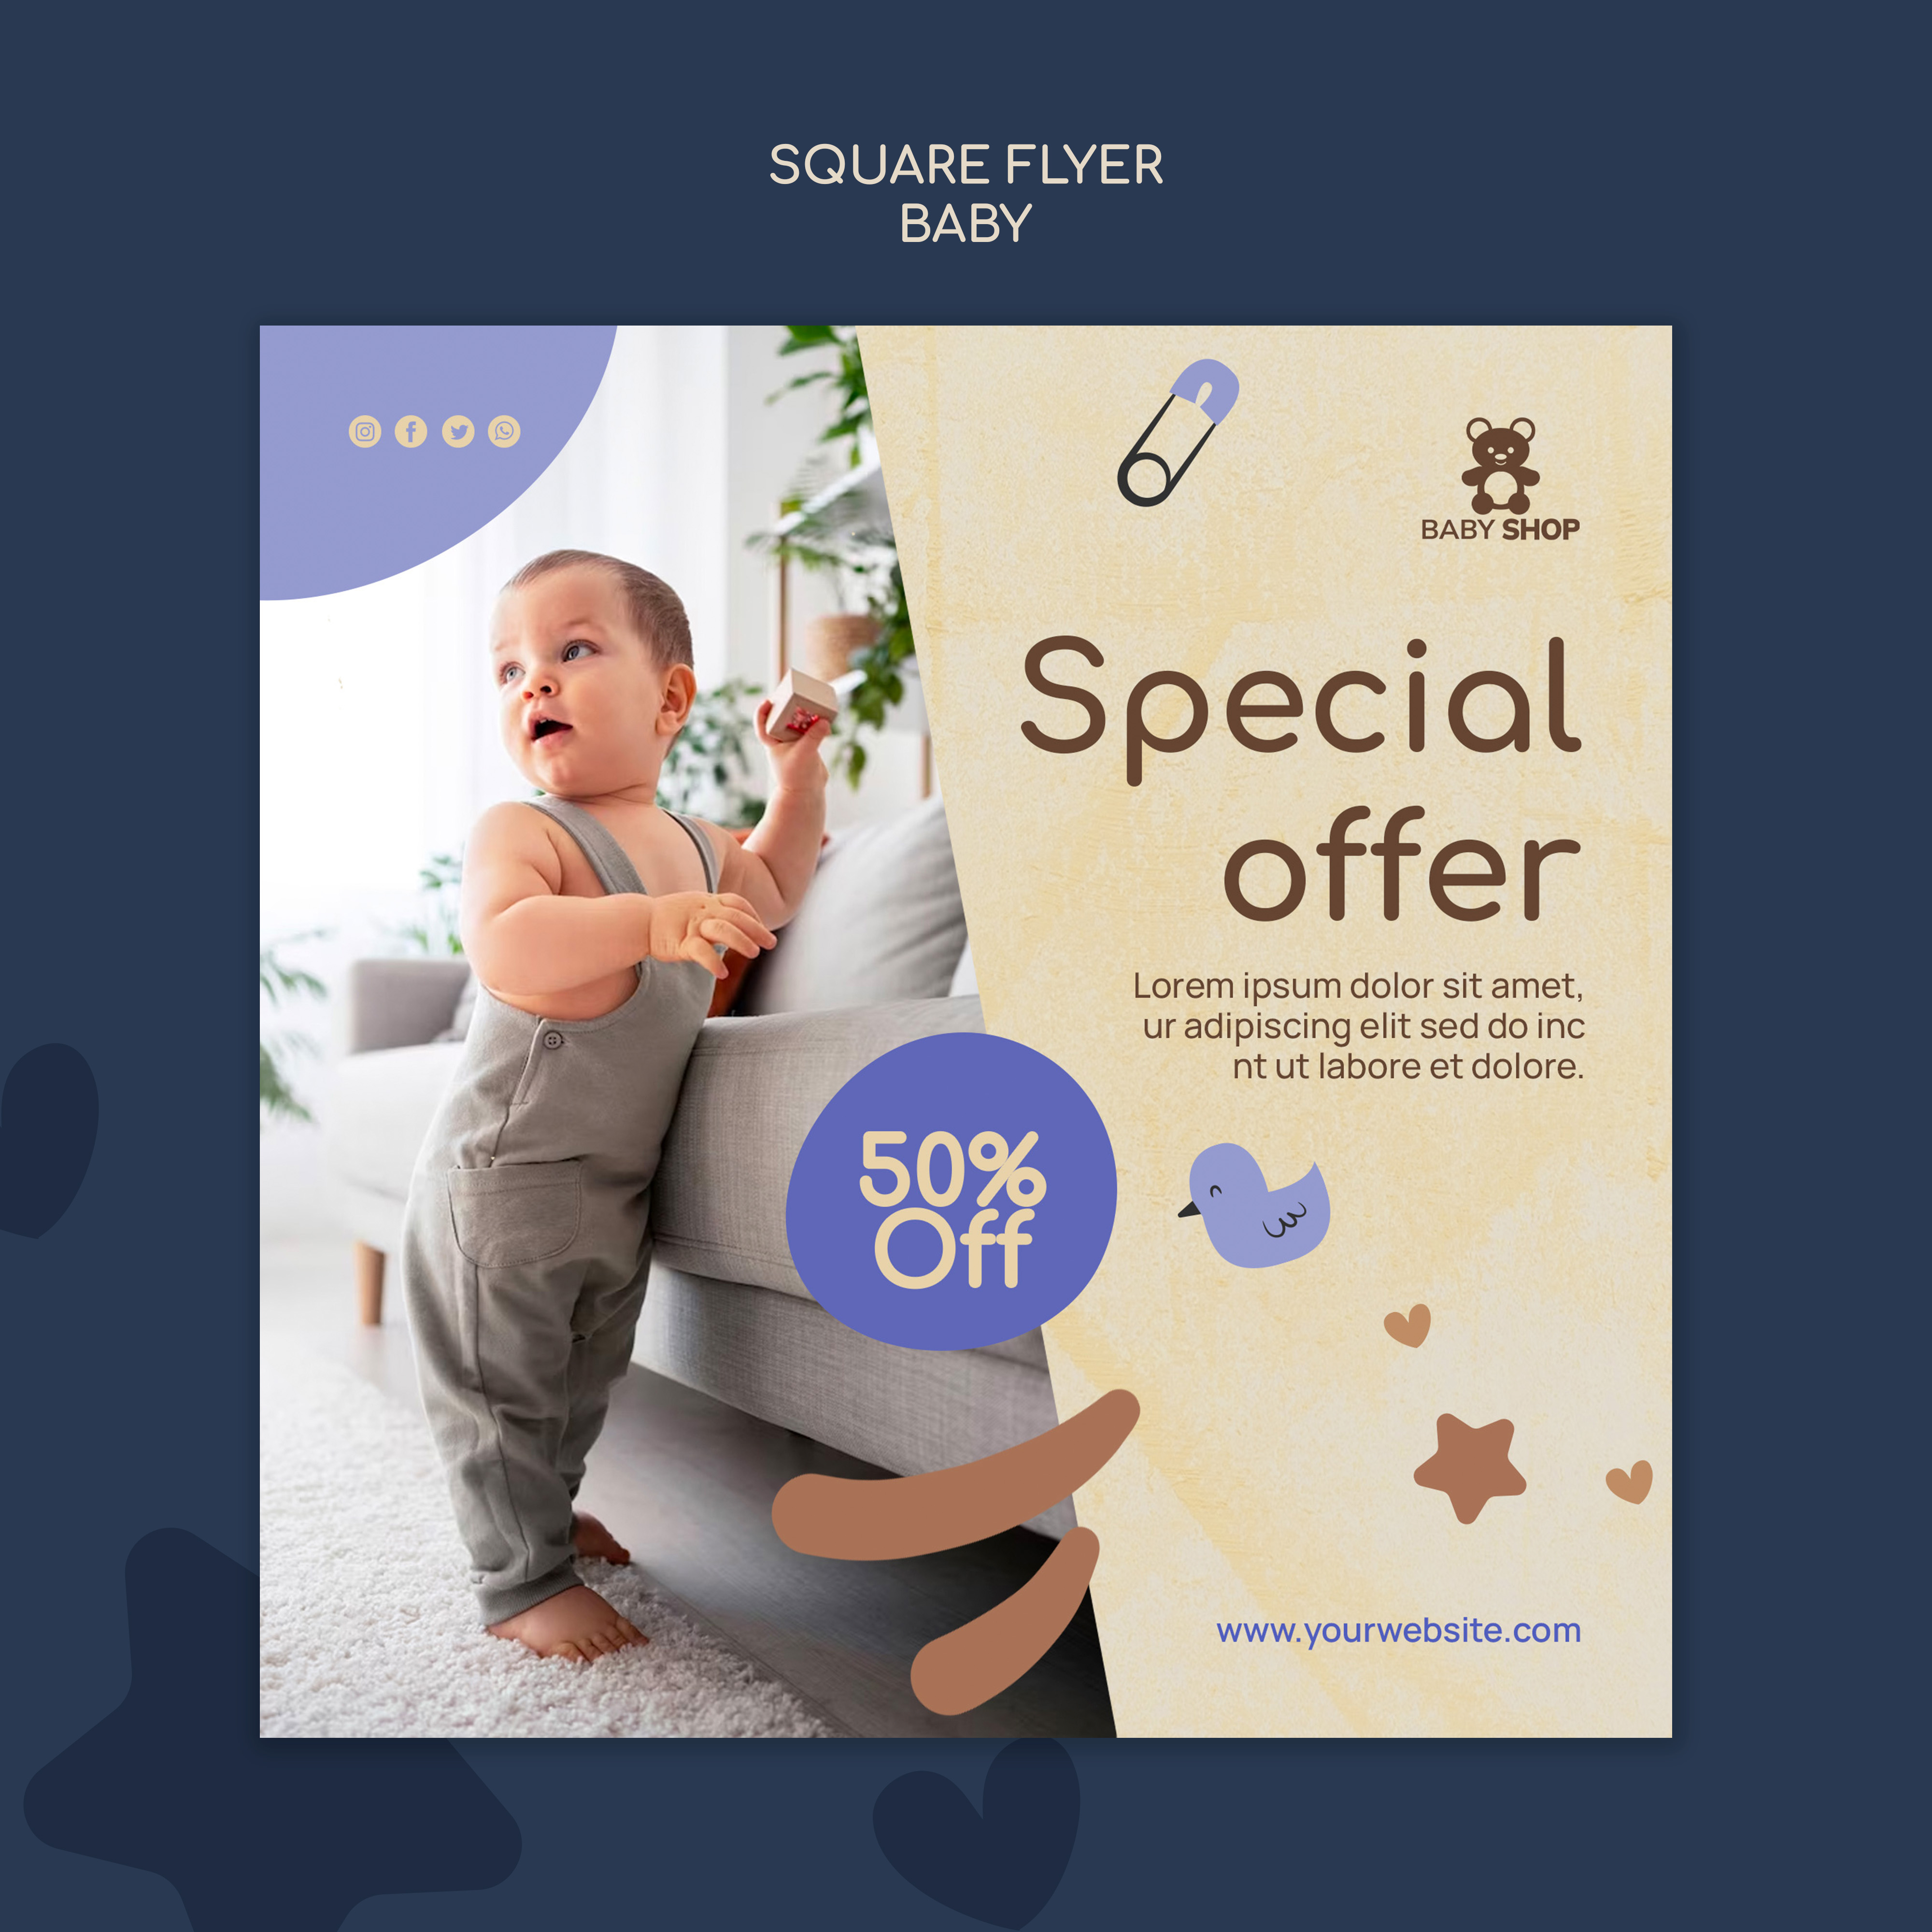 SQUARE FLYER
BABY
BABY SHOP
Special
offer
Lorem ipsum dolor sit amet,
ur adipiscing elit sed do inc
nt ut labore et dolore.
50%
Off
www.yourwebsite.com